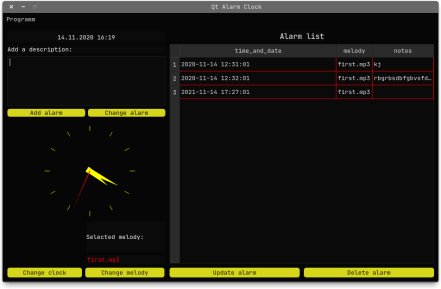 Qt Alarm Clock
Programm
14.11.2020 16:19
Add a description:
Add alarm
Change alarm
Selected melody:
first.mp3
Change clock
Change melody
Alarm list
time_and_date melody notes
1 2020-11-14 12:31:01 first.mp3 kj
2 2020-11-14 12:32:01 first.mp3 rbgrbsdbfgbvsfd…
3 2021-11-14 17:27:01 first.mp3
Update alarm
Delete alarm